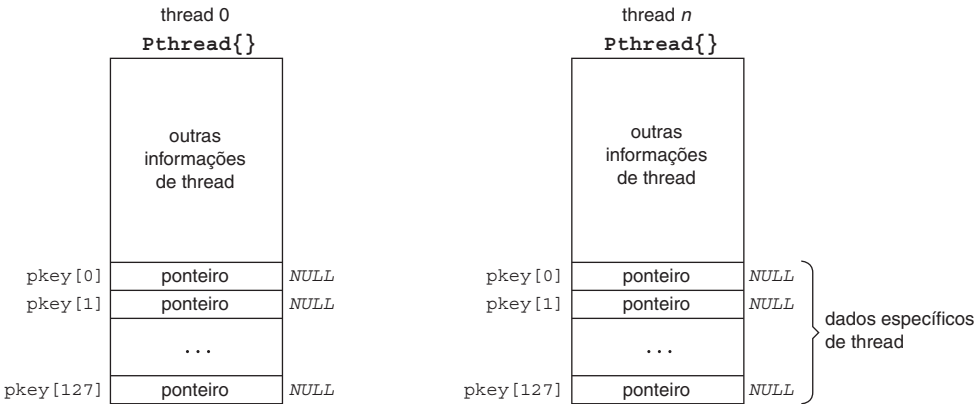 thread 0
Pthread{}
outras
informações
de thread
pkey[0] ponteiro NULL
pkey[1] ponteiro NULL
...
pkey[127] ponteiro NULL
thread n
Pthread{}
outras
informações
de thread
pkey[0] ponteiro NULL
pkey[1] ponteiro NULL
...
pkey[127] ponteiro NULL
dados específicos
de thread